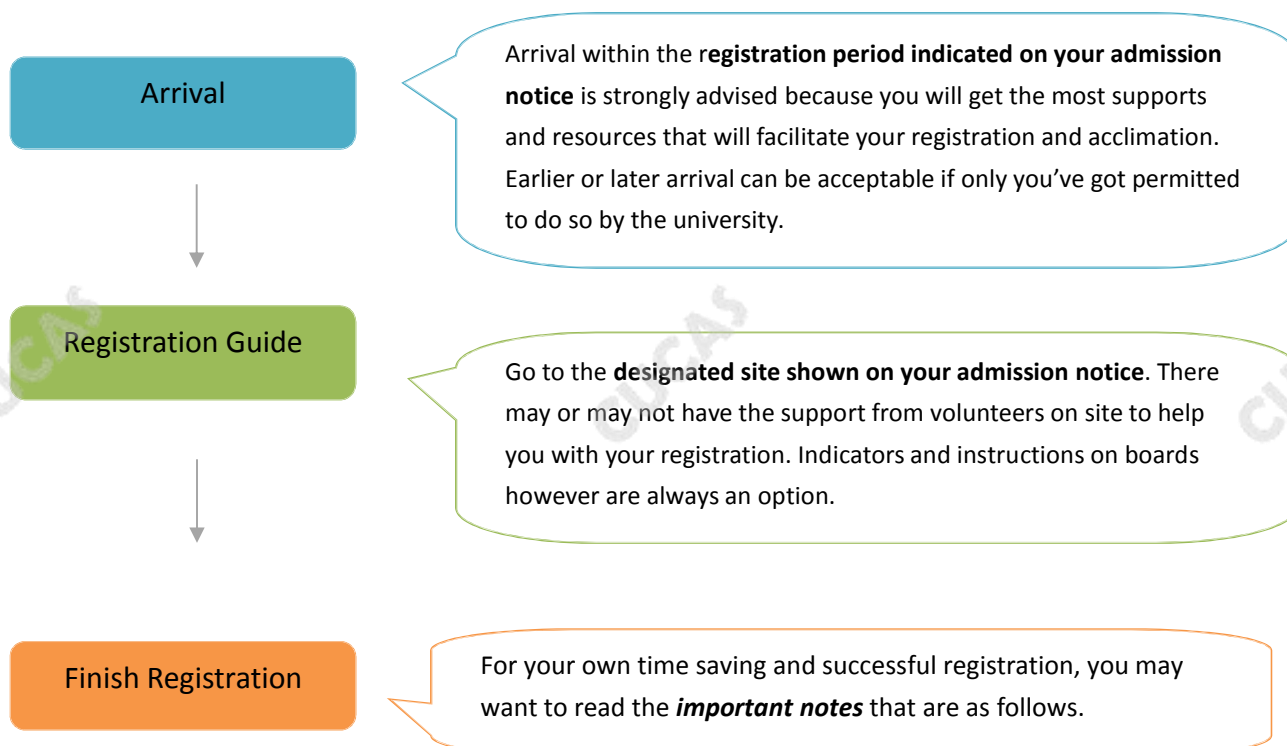 Arrival
Arrival within the registration period indicated on your admission
notice is strongly advised because you will get the most supports
and resources that will facilitate your registration and acclimation.
Earlier or later arrival can be acceptable if only you’ve got permitted
to do so by the university.
Registration Guide
Go to the designated site shown on your admission notice. There
may or may not have the support from volunteers on site to help
you with your registration. Indicators and instructions on boards
however are always an option.
CUCAS
CUCAS
CU
Finish Registration
For your own time saving and successful registration, you may
want to read the important notes that are as follows.